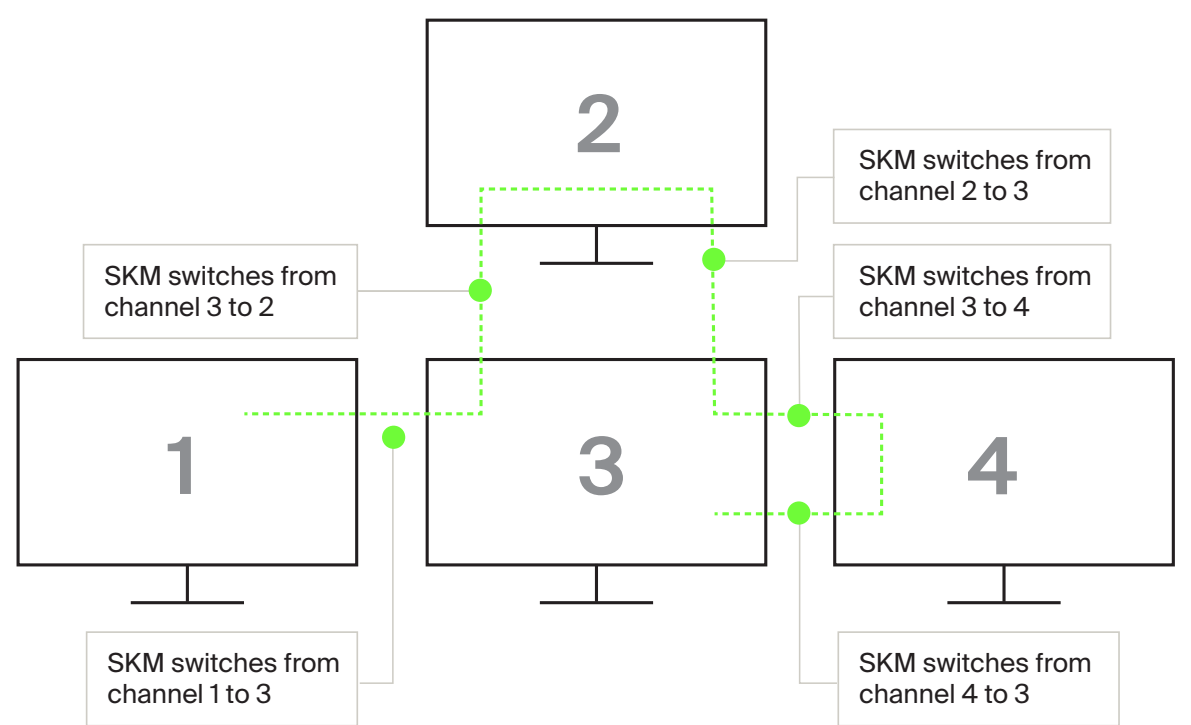 2
SKM switches from
channel 2 to 3
SKM switches from
channel 3 to 2
SKM switches from
channel 3 to 4
1
3
4
SKM switches from
channel 1 to 3
SKM switches from
channel 4 to 3